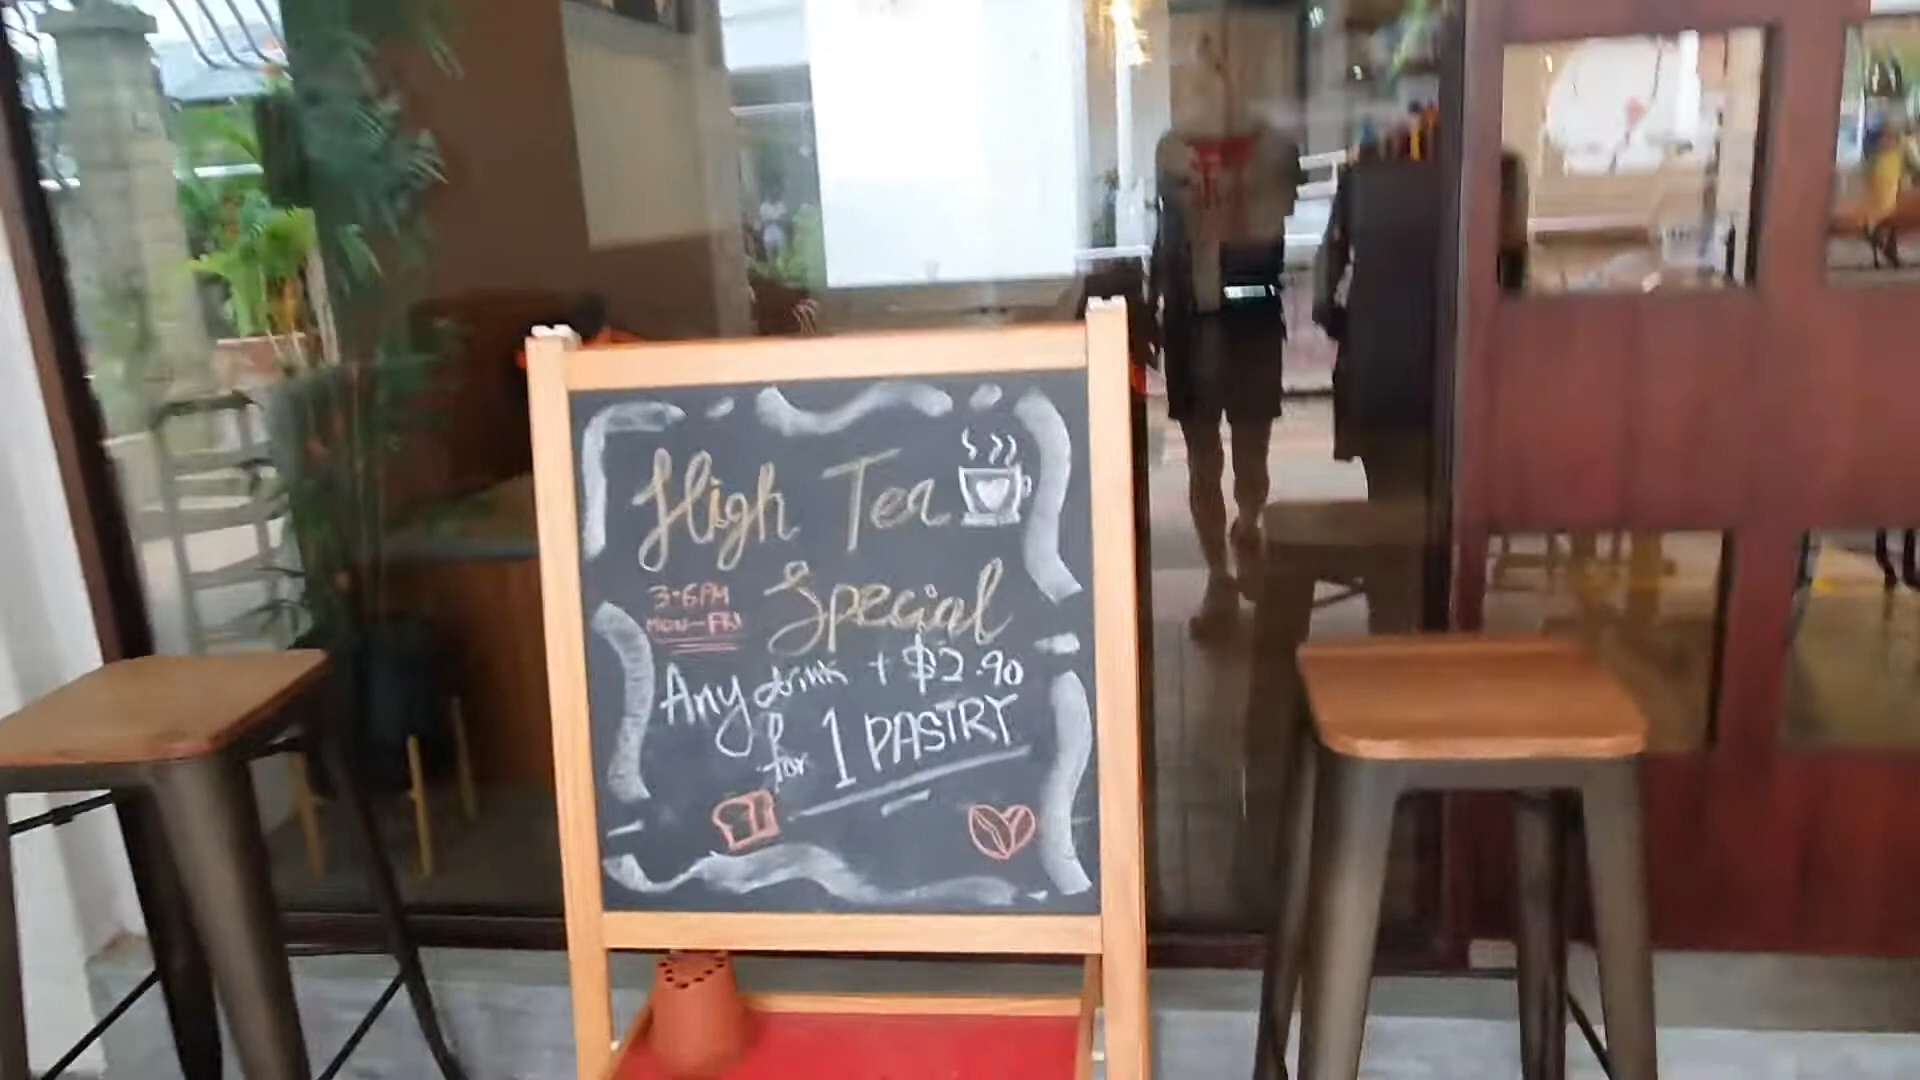 High Tea
3-6PM
MON-FRI
Special
Any drink + $2.90
for 1 PASTRY